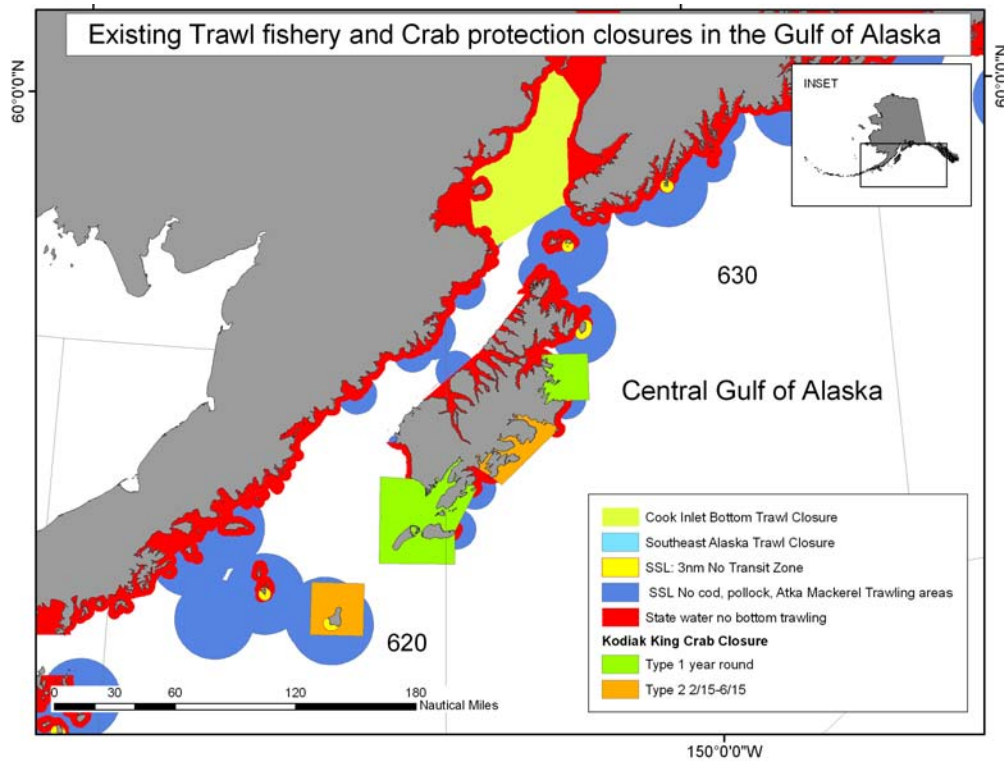 Existing Trawl fishery and Crab protection closures in the Gulf of Alaska
60°0'0"N
60°0'0"N
INSET
630
Central Gulf of Alaska
620
Cook Inlet Bottom Trawl Closure
Southeast Alaska Trawl Closure
SSL: 3nm No Transit Zone
SSL No cod, pollock, Atka Mackerel Trawling areas
State water no bottom trawling
Kodiak King Crab Closure
Type 1 year round
Type 2 2/15-6/15
0 30 60 120 180
Nautical Miles
150°0'0"W